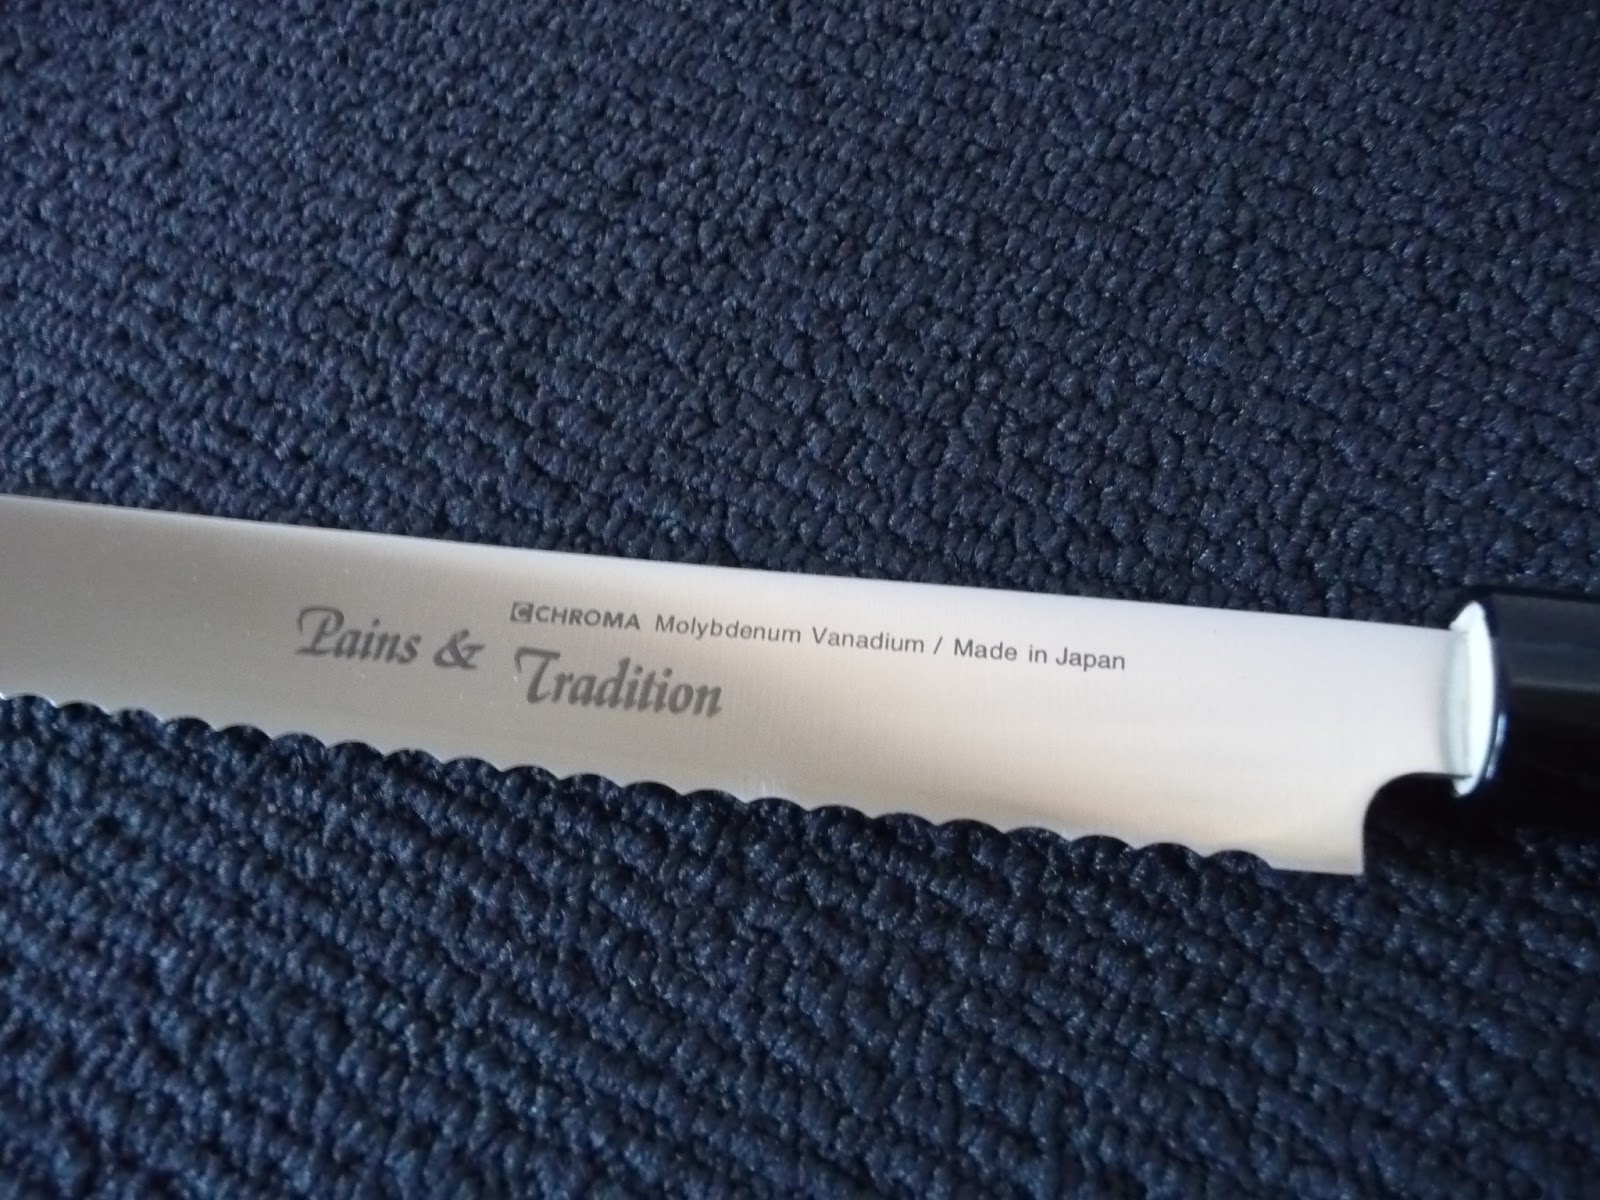 CHROMA Molybdenum Vanadium / Made in Japan
Pains & Tradition